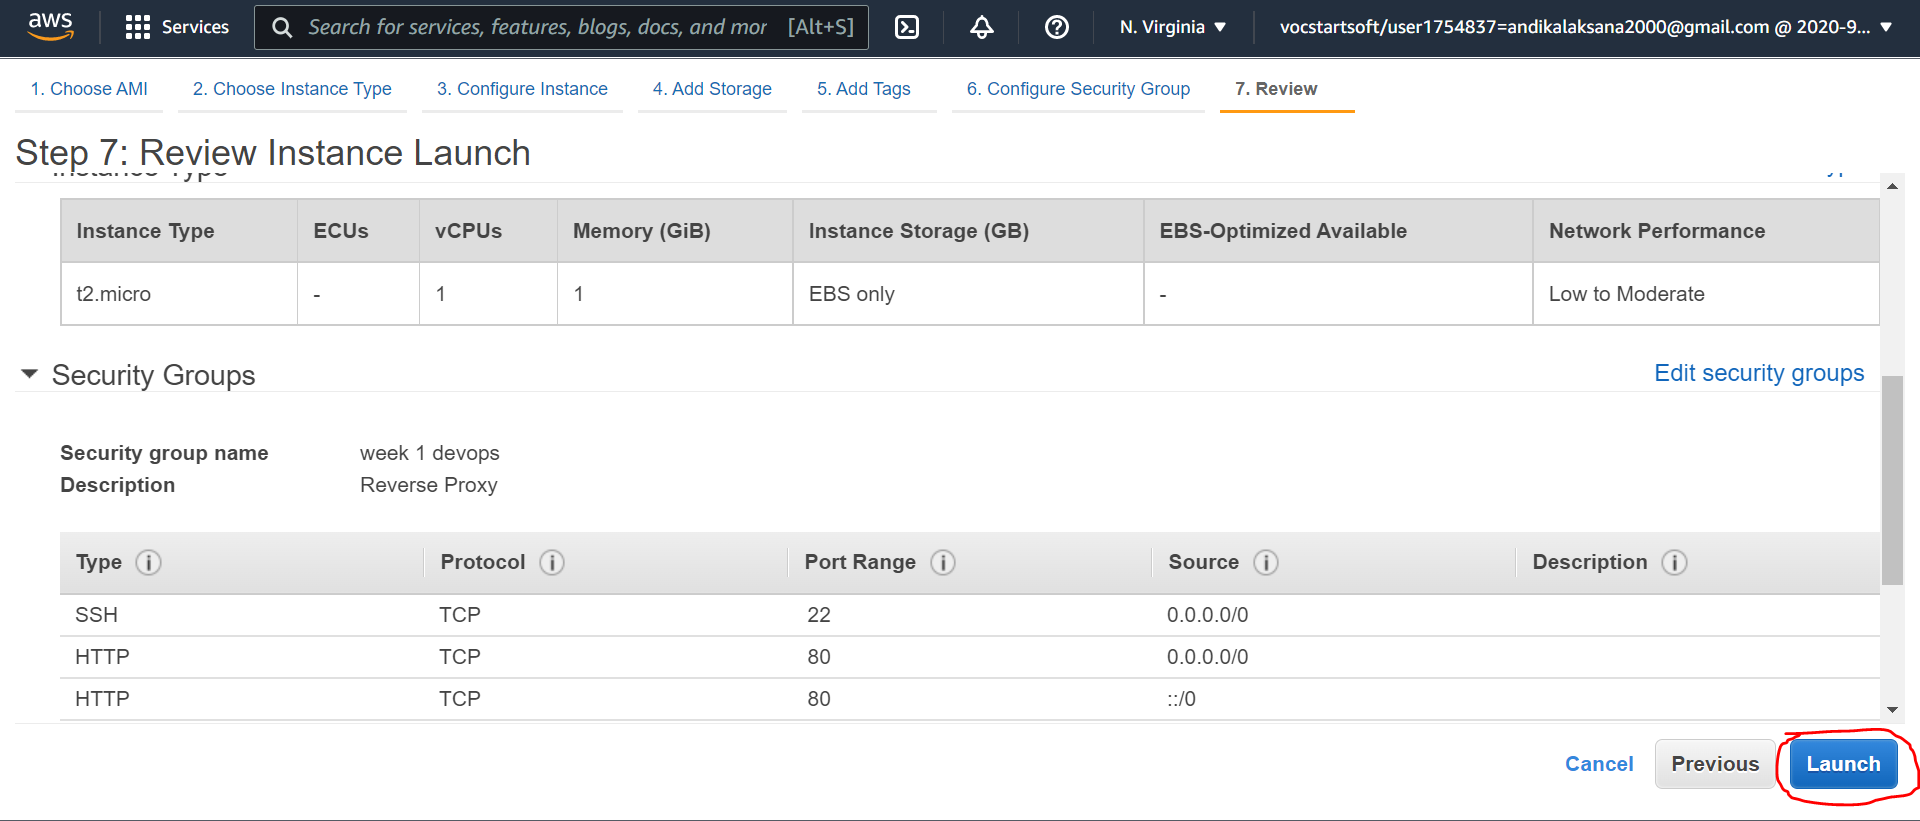 aws Services Search for services, features, blogs, docs, and mor [Alt+S] N. Virginia vocstartsoft/user1754837=andikalaksana2000@gmail.com @ 2020-9...
1. Choose AMI 2. Choose Instance Type 3. Configure Instance 4. Add Storage 5. Add Tags 6. Configure Security Group 7. Review
Step 7: Review Instance Launch
Instance Type
Instance Type ECUs vCPUs Memory (GiB) Instance Storage (GB) EBS-Optimized Available Network Performance
t2.micro - 1 1 EBS only - Low to Moderate
Security Groups Edit security groups
Security group name week 1 devops
Description Reverse Proxy
Type i Protocol i Port Range i Source i Description i
SSH TCP 22 0.0.0.0/0
HTTP TCP 80 0.0.0.0/0
HTTP TCP 80 ::/0
Cancel Previous Launch